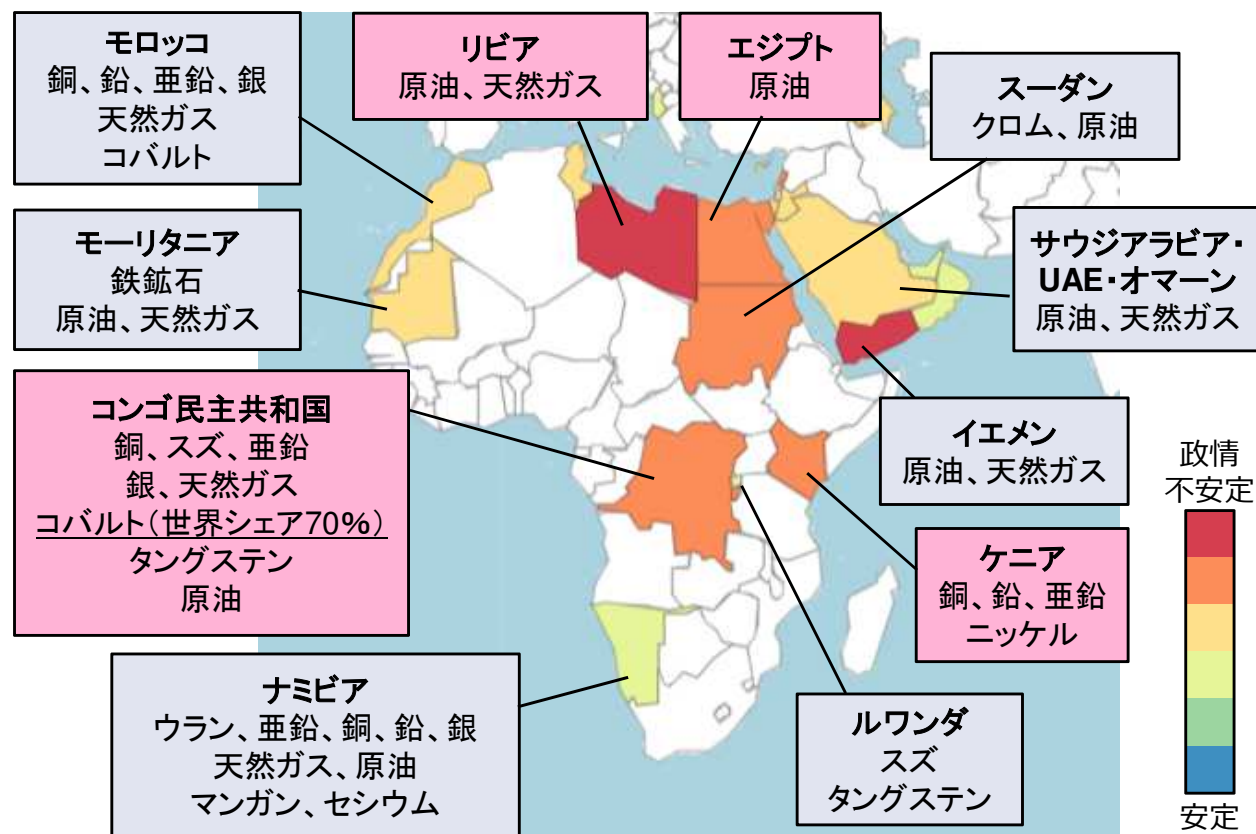 モロッコ
銅、鉛、亜鉛、銀
天然ガス
コバルト
リビア
原油、天然ガス
エジプト
原油
スーダン
クロム、原油
モーリタニア
鉄鉱石
原油、天然ガス
サウジアラビア・
UAE・オマーン
原油、天然ガス
コンゴ民主共和国
銅、スズ、亜鉛
銀、天然ガス
コバルト（世界シェア70%）
タングステン
原油
イエメン
原油、天然ガス
ケニア
銅、鉛、亜鉛
ニッケル
ナミビア
ウラン、亜鉛、銅、鉛、銀
天然ガス、原油
マンガン、セシウム
ルワンダ
スズ
タングステン
政情
不安定
安定